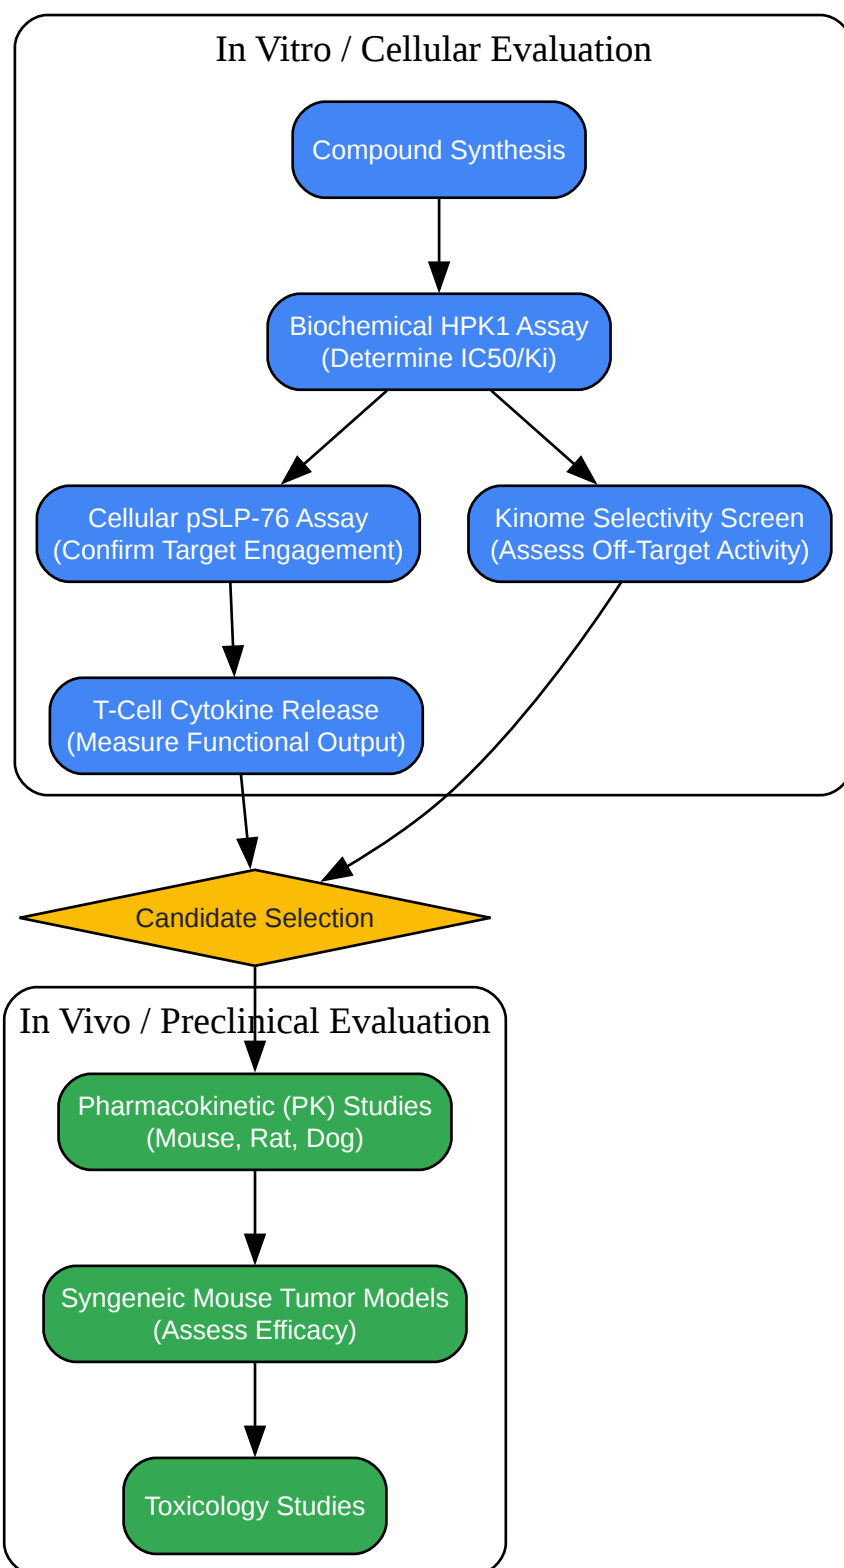 In Vitro / Cellular Evaluation
Compound Synthesis
Biochemical HPK1 Assay
(Determine IC50/Ki)
Cellular pSLP-76 Assay
(Confirm Target Engagement)
Kinome Selectivity Screen
(Assess Off-Target Activity)
T-Cell Cytokine Release
(Measure Functional Output)
Candidate Selection
In Vivo / Preclinical Evaluation
Pharmacokinetic (PK) Studies
(Mouse, Rat, Dog)
Syngeneic Mouse Tumor Models
(Assess Efficacy)
Toxicology Studies